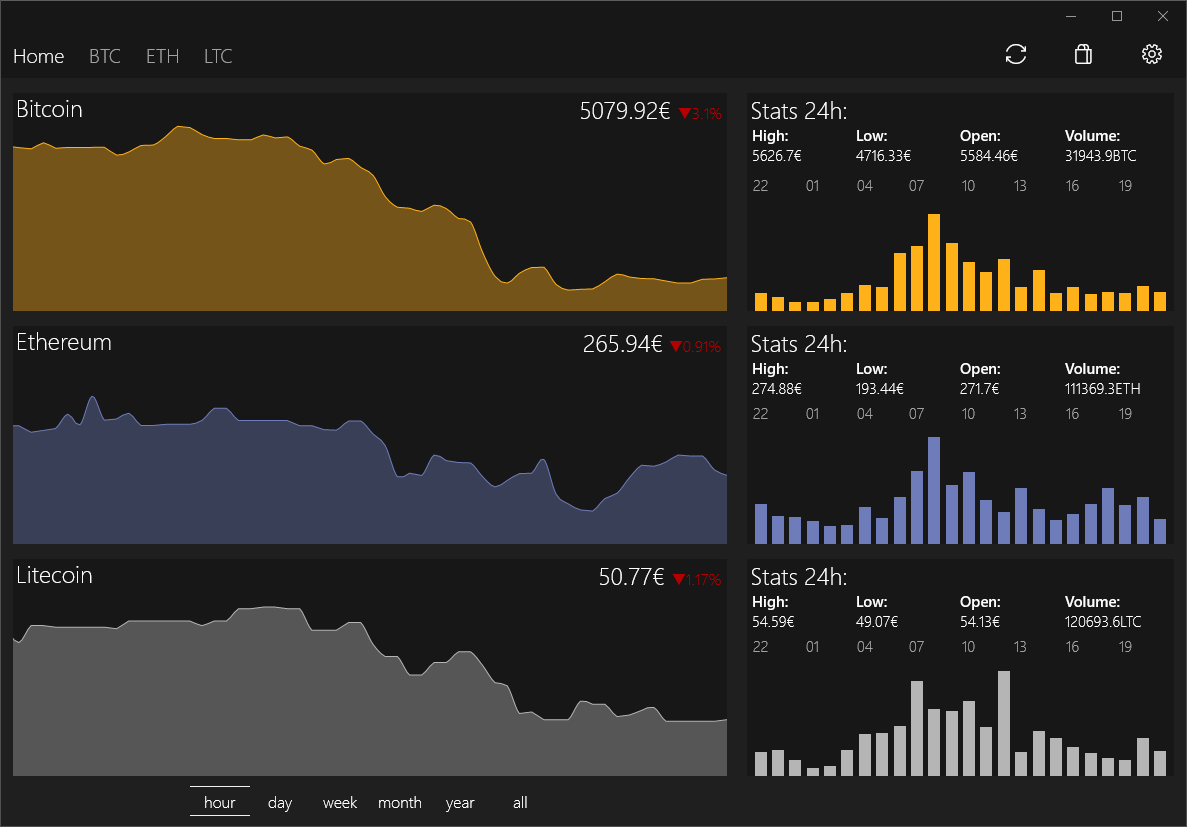 Home BTC ETH LTC
Bitcoin 5079.92€ ▼3.1%
Stats 24h:
High: Low: Open: Volume:
5626.7€ 4716.33€ 5584.46€ 31943.9BTC
22 01 04 07 10 13 16 19
Ethereum 265.94€ ▼0.91%
Stats 24h:
High: Low: Open: Volume:
274.88€ 193.44€ 271.7€ 111369.3ETH
22 01 04 07 10 13 16 19
Litecoin 50.77€ ▼1.17%
Stats 24h:
High: Low: Open: Volume:
54.59€ 49.07€ 54.13€ 120693.6LTC
22 01 04 07 10 13 16 19
hour day week month year all